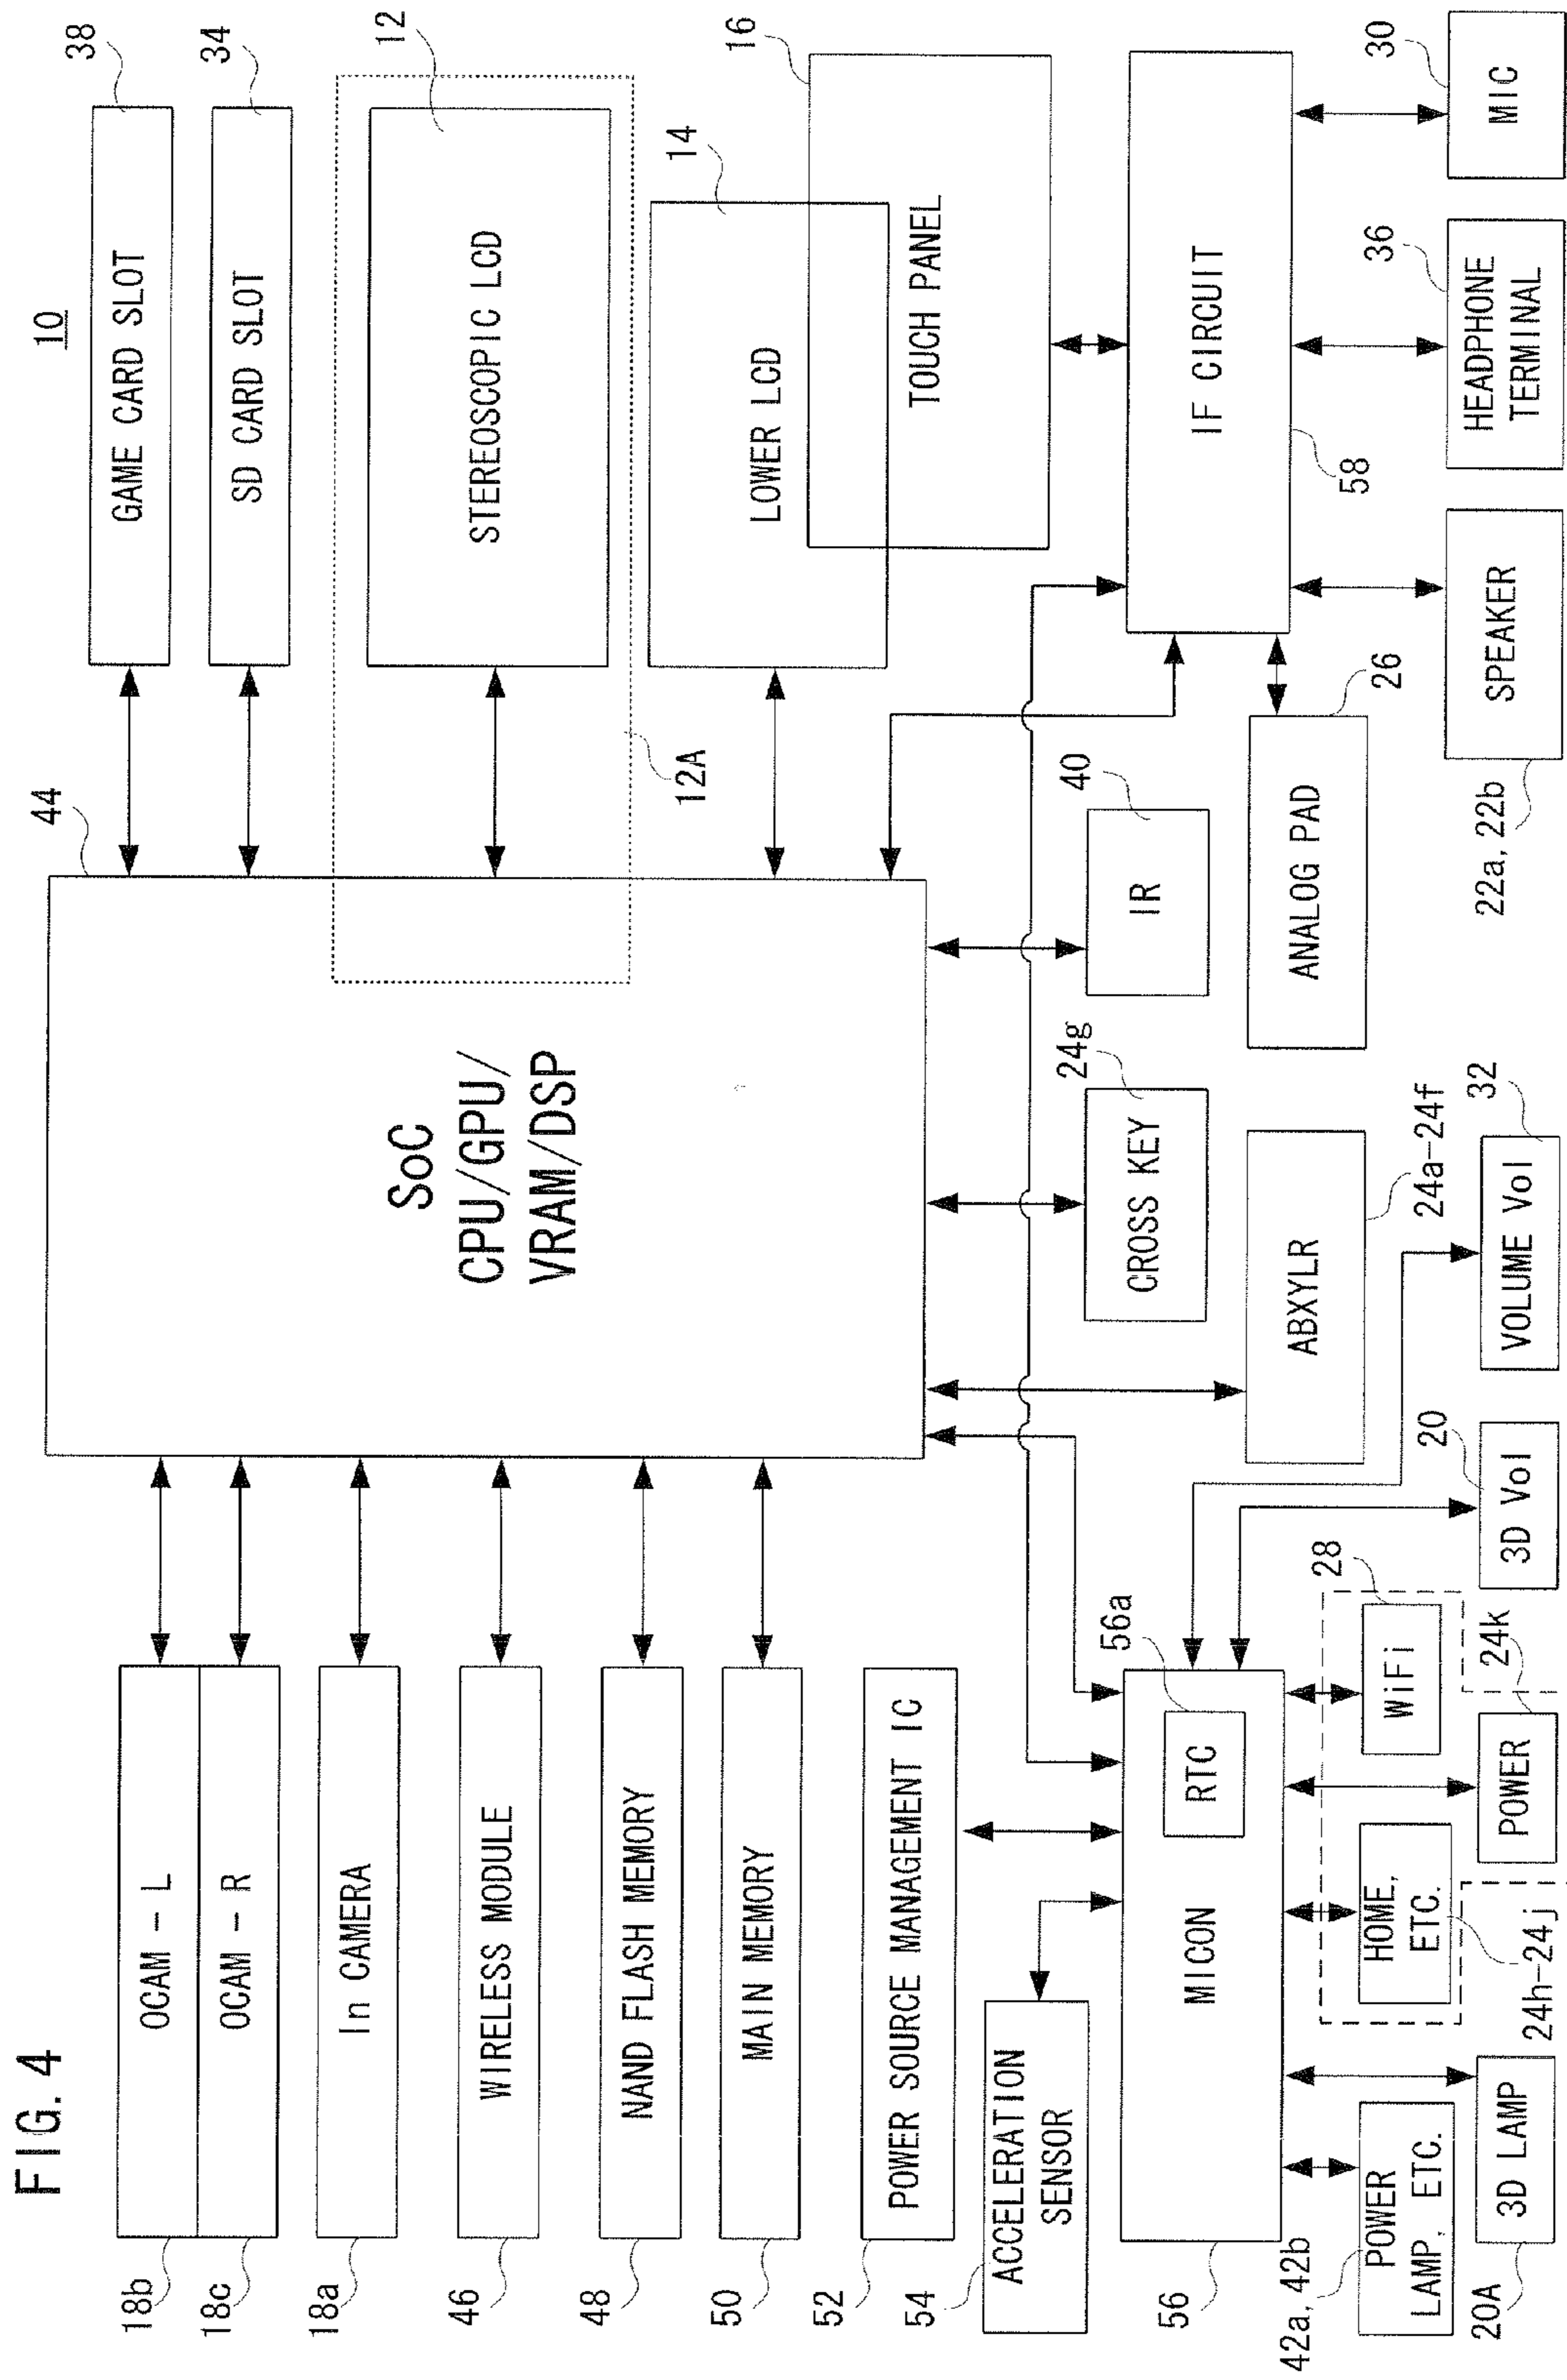 FIG. 4
10
18b
OCAM – L
18c
OCAM – R
18a
In CAMERA
46
WIRELESS MODULE
48
NAND FLASH MEMORY
50
MAIN MEMORY
52
POWER SOURCE MANAGEMENT IC
54
ACCELERATION
SENSOR
44
SoC
CPU/GPU/
VRAM/DSP
38
GAME CARD SLOT
34
SD CARD SLOT
12
STEREOSCOPIC LCD
12A
14
LOWER LCD
16
TOUCH PANEL
56
MICON
56a
RTC
24g
CROSS KEY
40
IR
ABXYLR
24a-24f
26
ANALOG PAD
IF CIRCUIT
58
42a, 42b
POWER
LAMP, ETC.
20A
3D LAMP
HOME,
ETC.
24h-24j
POWER
24k
WiFi
28
20
3D Vol
32
VOLUME Vol
SPEAKER
22a, 22b
36
HEADPHONE
TERMINAL
30
MIC